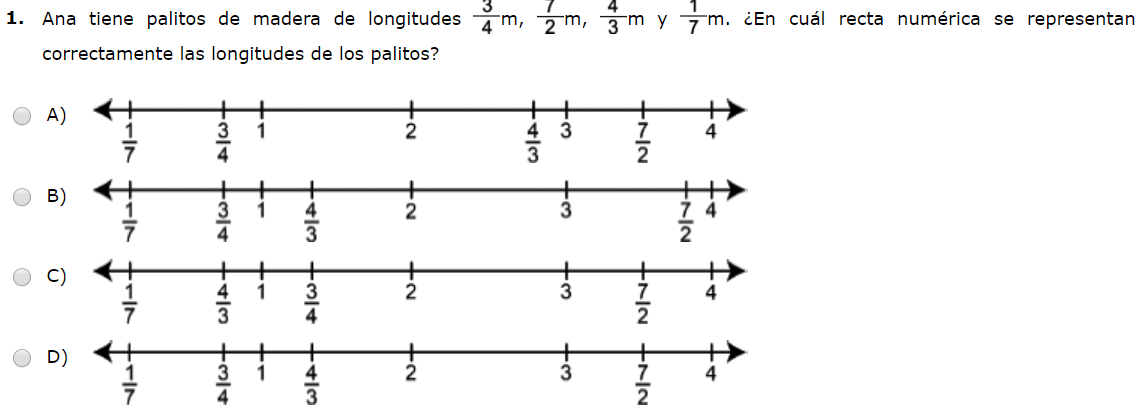 1. Ana tiene palitos de madera de longitudes 3/4 m, 7/2 m, 4/3 m y 1/7 m. ¿En cuál recta numérica se representan
correctamente las longitudes de los palitos?
A) 1/7 3/4 1 2 4/3 3 7/2 4
B) 1/7 3/4 1 4/3 2 3 7/2 4
C) 1/7 4/3 1 3/4 2 3 7/2 4
D) 1/7 3/4 1 4/3 2 3 7/2 4